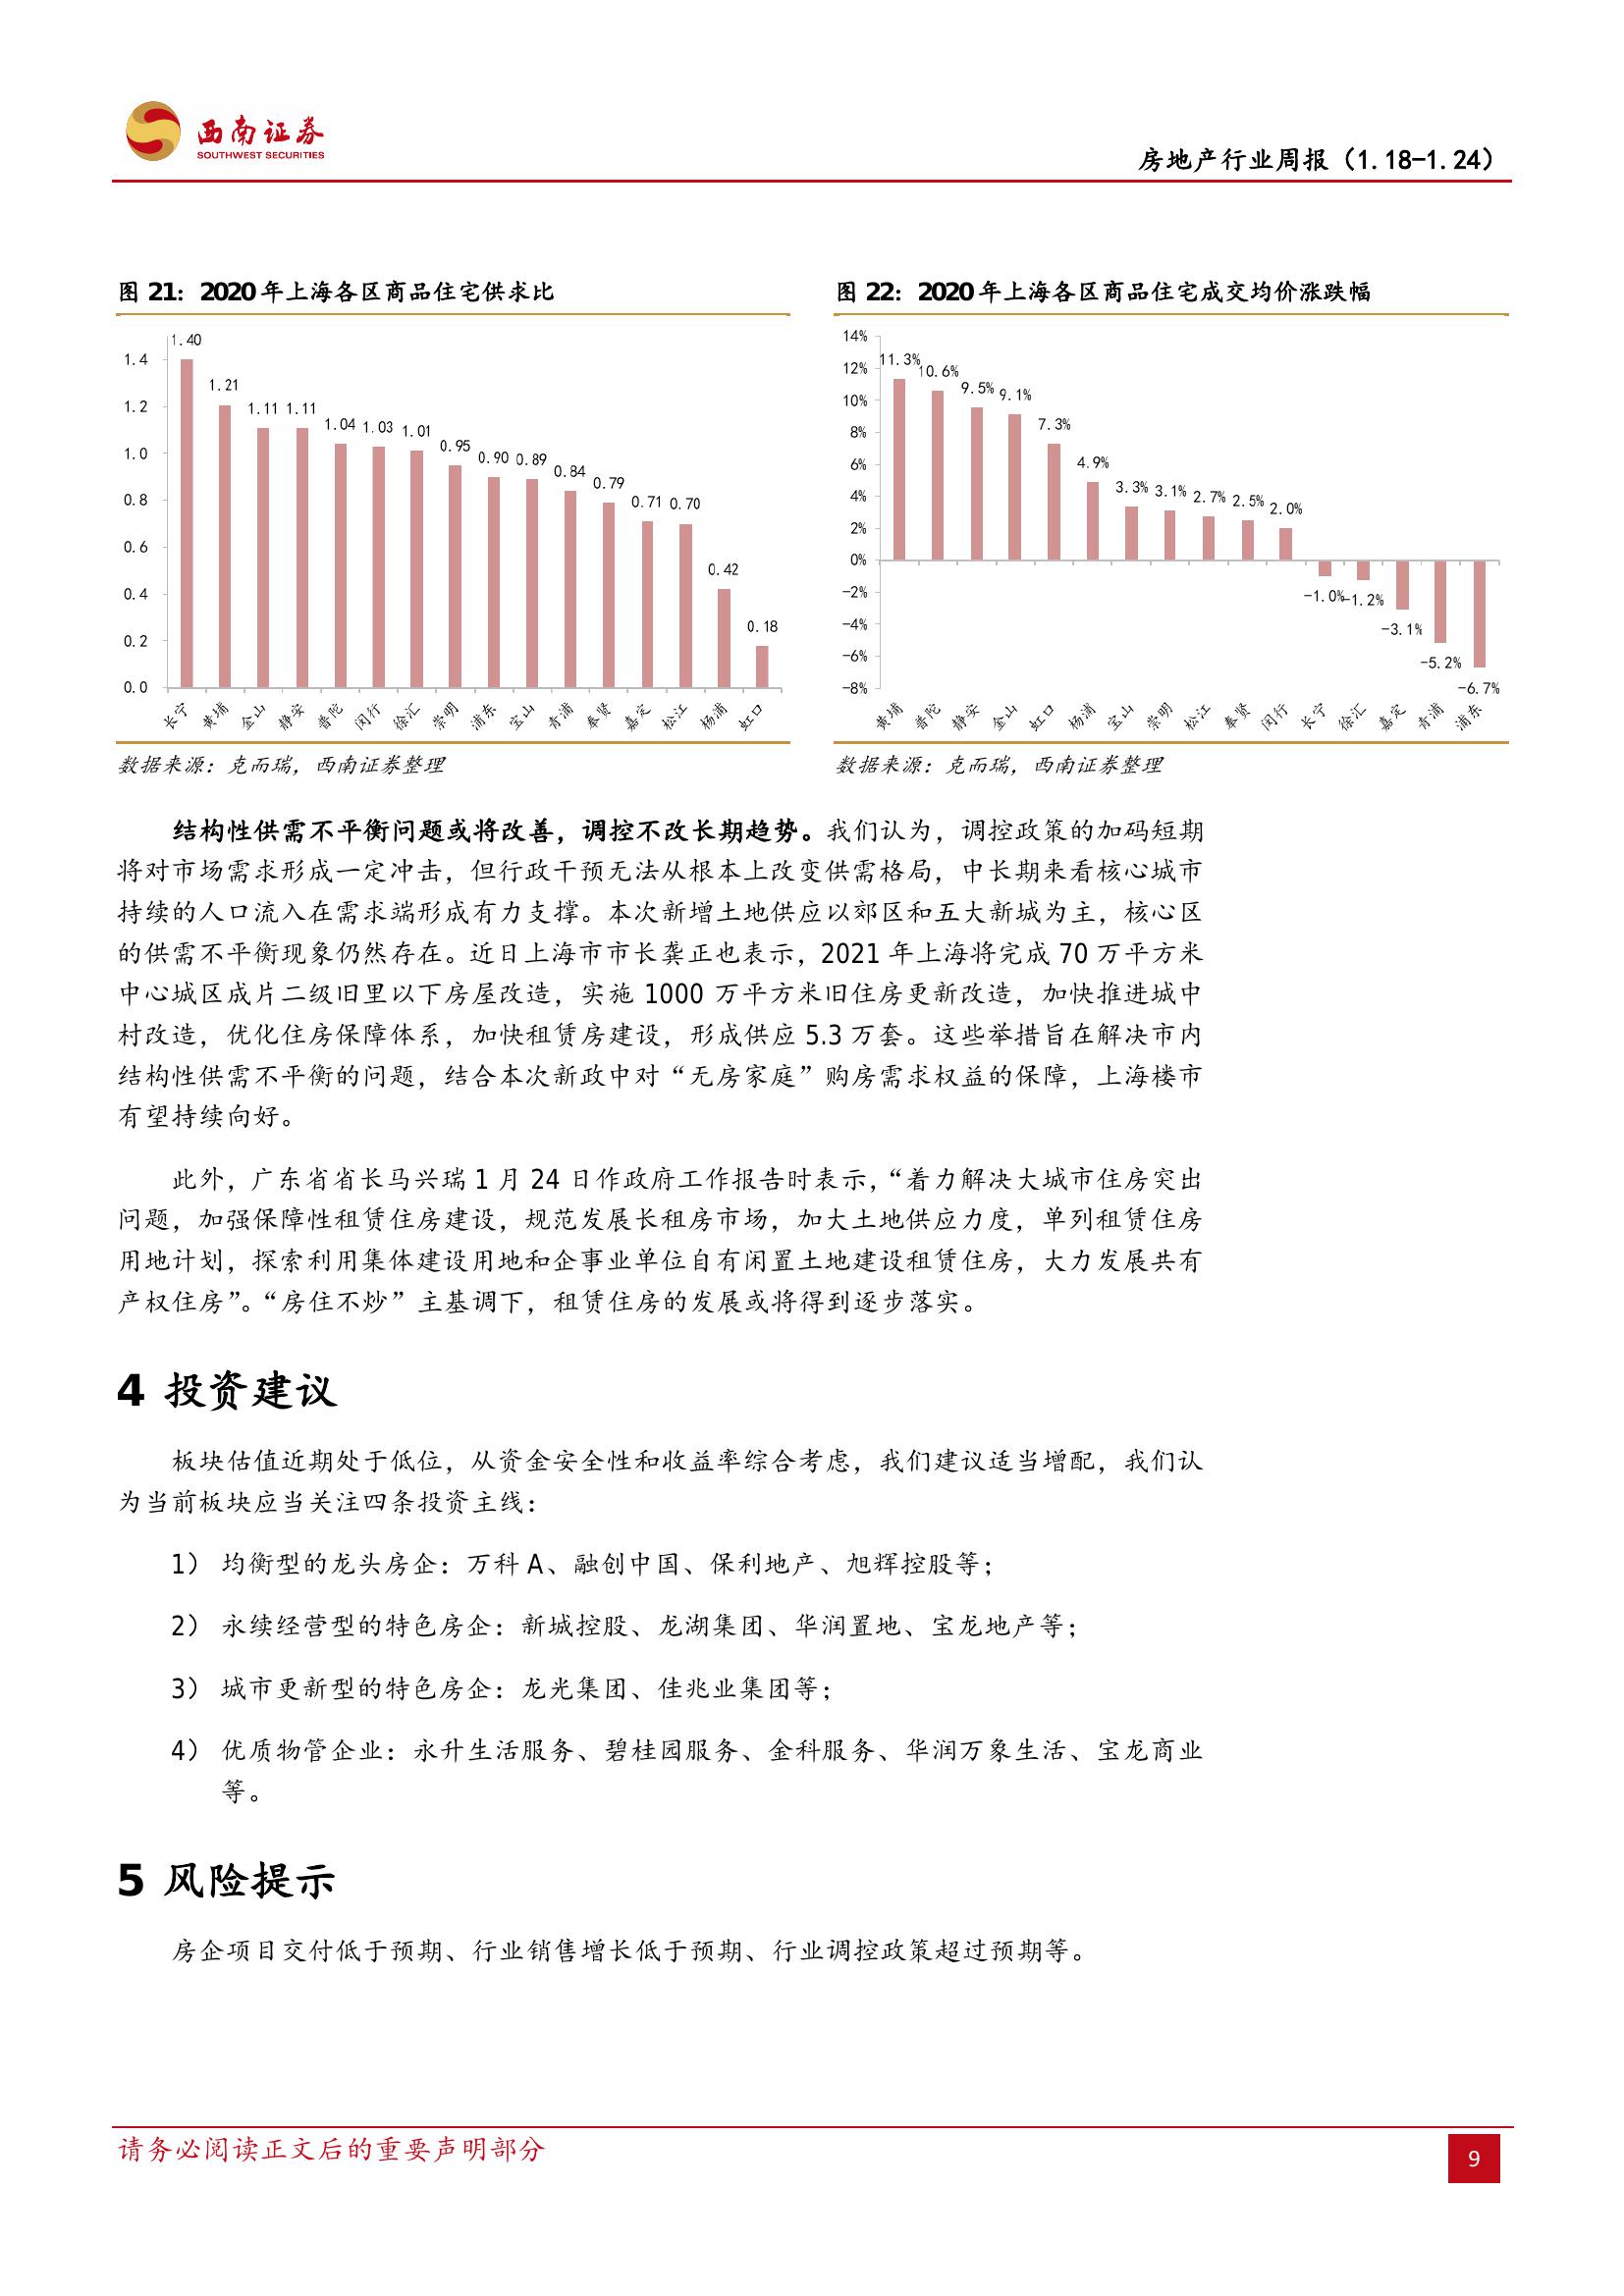 西南证券
SOUTHWEST SECURITIES
房地产行业周报（1.18-1.24）
图 21：2020 年上海各区商品住宅供求比
1.4
1.2
1.0
0.8
0.6
0.4
0.2
0.0
1.40
1.21
1.11 1.11
1.04 1.03 1.01
0.95
0.90 0.89
0.84
0.79
0.71 0.70
0.42
0.18
长宁 黄埔 金山 静安 普陀 闵行 徐汇 崇明 浦东 宝山 青浦 奉贤 嘉定 松江 杨浦 虹口
数据来源：克而瑞，西南证券整理
图 22：2020 年上海各区商品住宅成交均价涨跌幅
14%
12%
10%
8%
6%
4%
2%
0%
-2%
-4%
-6%
-8%
11.3%
10.6%
9.5% 9.1%
7.3%
4.9%
3.3% 3.1% 2.7% 2.5% 2.0%
-1.0% -1.2%
-3.1%
-5.2%
-6.7%
黄埔 普陀 静安 金山 虹口 杨浦 宝山 崇明 松江 奉贤 闵行 长宁 徐汇 嘉定 青浦 浦东
数据来源：克而瑞，西南证券整理
结构性供需不平衡问题或将改善，调控不改长期趋势。我们认为，调控政策的加码短期
将对市场需求形成一定冲击，但行政干预无法从根本上改变供需格局，中长期来看核心城市
持续的人口流入在需求端形成有力支撑。本次新增土地供应以郊区和五大新城为主，核心区
的供需不平衡现象仍然存在。近日上海市市长龚正也表示，2021 年上海将完成 70 万平方米
中心城区成片二级旧里以下房屋改造，实施 1000 万平方米旧住房更新改造，加快推进城中
村改造，优化住房保障体系，加快租赁房建设，形成供应 5.3 万套。这些举措旨在解决市内
结构性供需不平衡的问题，结合本次新政中对“无房家庭”购房需求权益的保障，上海楼市
有望持续向好。
此外，广东省省长马兴瑞 1 月 24 日作政府工作报告时表示，“着力解决大城市住房突出
问题，加强保障性租赁住房建设，规范发展长租房市场，加大土地供应力度，单列租赁住房
用地计划，探索利用集体建设用地和企事业单位自有闲置土地建设租赁住房，大力发展共有
产权住房”。“房住不炒”主基调下，租赁住房的发展或将得到逐步落实。
4 投资建议
板块估值近期处于低位，从资金安全性和收益率综合考虑，我们建议适当增配，我们认
为当前板块应当关注四条投资主线：
1） 均衡型的龙头房企：万科 A、融创中国、保利地产、旭辉控股等；
2） 永续经营型的特色房企：新城控股、龙湖集团、华润置地、宝龙地产等；
3） 城市更新型的特色房企：龙光集团、佳兆业集团等；
4） 优质物管企业：永升生活服务、碧桂园服务、金科服务、华润万象生活、宝龙商业
等。
5 风险提示
房企项目交付低于预期、行业销售增长低于预期、行业调控政策超过预期等。
请务必阅读正文后的重要声明部分
9